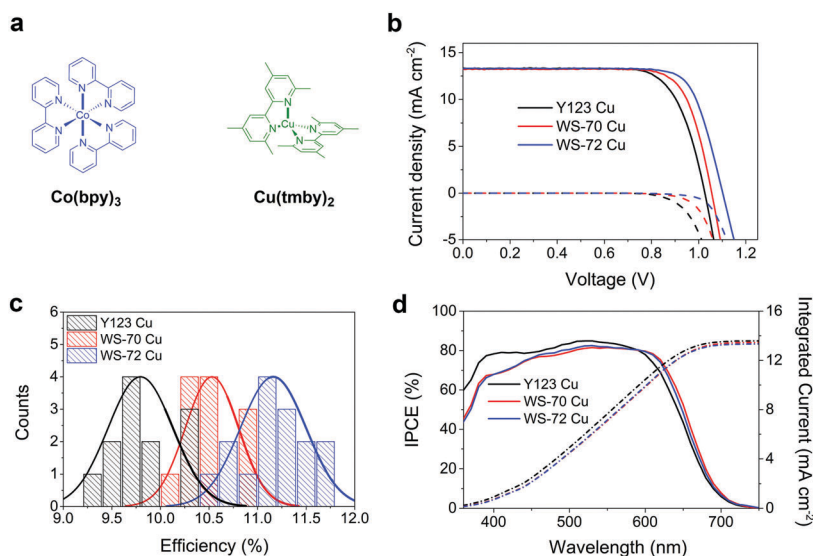 a
N
N
N
N
Co
N
N
Co(bpy)3
N
N
Cu
N
N
Cu(tmby)2
b
Current density (mA cm-2)
15
10
5
0
-5
Y123 Cu
WS-70 Cu
WS-72 Cu
0.0 0.2 0.4 0.6 0.8 1.0 1.2
Voltage (V)
c
Counts
6
5
4
3
2
1
0
Y123 Cu
WS-70 Cu
WS-72 Cu
9.0 9.5 10.0 10.5 11.0 11.5 12.0
Efficiency (%)
d
IPCE (%)
100
80
60
40
20
0
Y123 Cu
WS-70 Cu
WS-72 Cu
400 500 600 700
Wavelength (nm)
16
12
8
4
0
Integrated Current (mA cm-2)